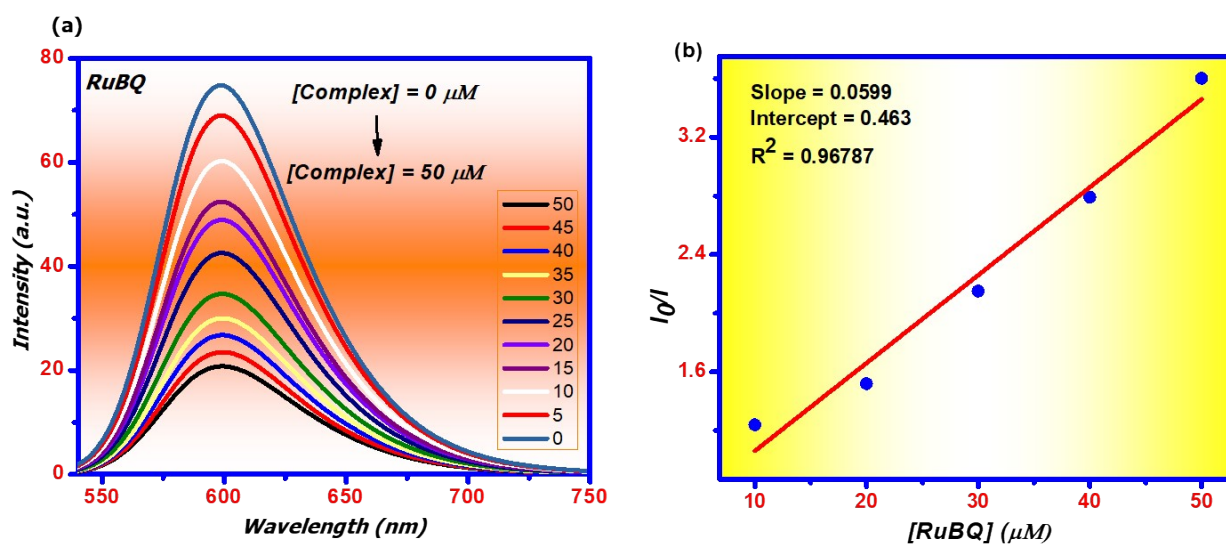 (a)
80
60
40
20
0
Intensity (a.u.)
RuBQ
[Complex] = 0 μM
[Complex] = 50 μM
50
45
40
35
30
25
20
15
10
5
0
550 600 650 700 750
Wavelength (nm)
(b)
Slope = 0.0599
Intercept = 0.463
R² = 0.96787
3.2
2.4
1.6
I₀/I
10 20 30 40 50
[RuBQ] (μM)